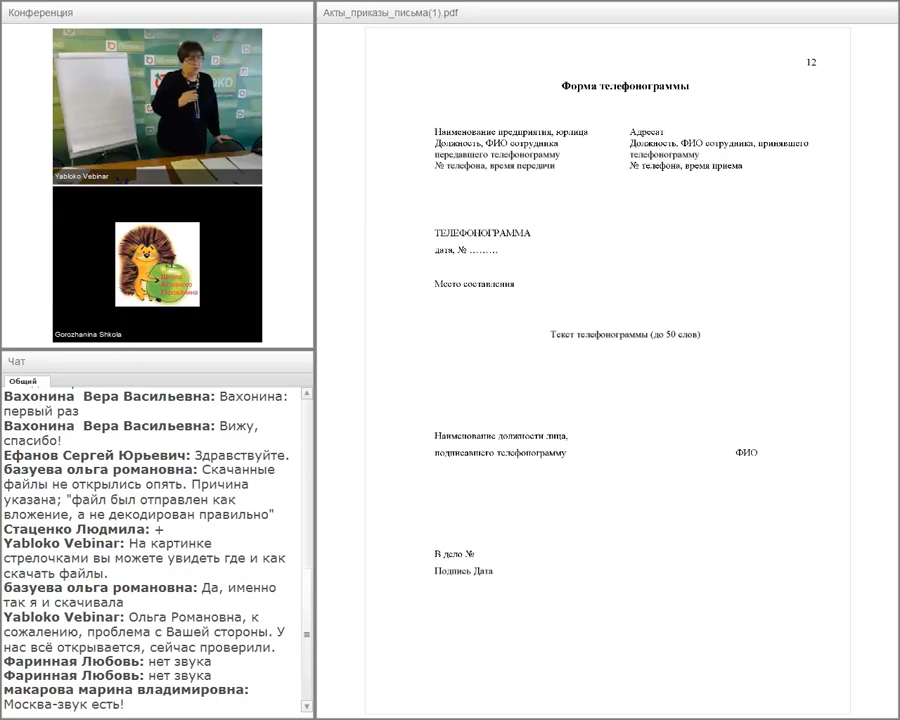 Конференция
Yabloko Vebinar
Gorozhanina Shkola
Чат
Общий
Вахонина Вера Васильевна: Вахонина:
первый раз
Вахонина Вера Васильевна: Вижу,
спасибо!
Ефанов Сергей Юрьевич: Здравствуйте.
базуева ольга романовна: Скачанные
файлы не открылись опять. Причина
указана; "файл был отправлен как
вложение, а не декодирован правильно"
Стаценко Людмила: +
Yabloko Vebinar: На картинке
стрелочками вы можете увидеть где и как
скачать файлы.
базуева ольга романовна: Да, именно
так я и скачивала
Yabloko Vebinar: Ольга Романовна, к
сожалению, проблема с Вашей стороны. У
нас всё открывается, сейчас проверили.
Фаринная Любовь: нет звука
Фаринная Любовь: нет звука
макарова марина владимировна:
Москва-звук есть!
Акты_приказы_письма(1).pdf
12
Форма телефонограммы
Наименование предприятия, юрлица
Должность, ФИО сотрудника
передавшего телефонограмму
№ телефона, время передачи
Адресат
Должность, ФИО сотрудника, принявшего
телефонограмму
№ телефона, время приема
ТЕЛЕФОНОГРАММА
дата, № ………
Место составления
Текст телефонограммы (до 50 слов)
Наименование должности лица,
подписавшего телефонограмму ФИО
В дело №
Подпись Дата